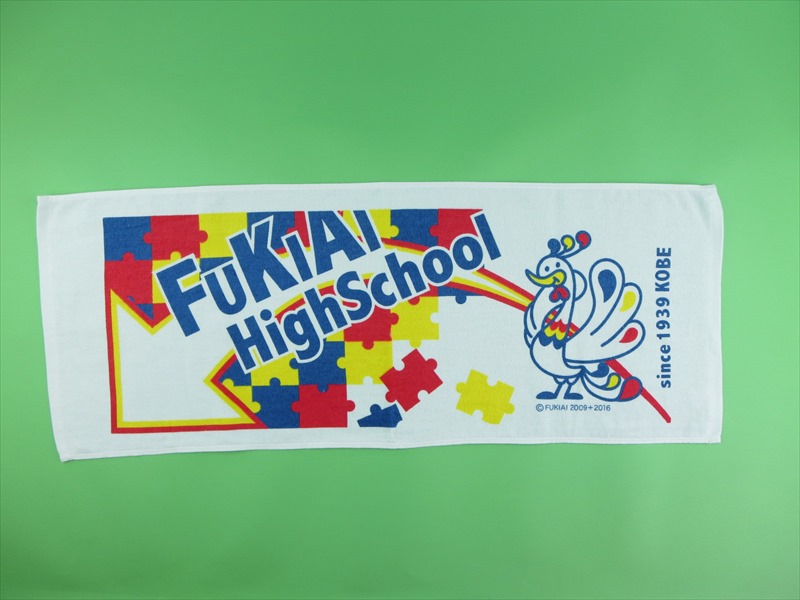 FUKIAI
HighSchool
since 1939 KOBE
©FUKIAI 2009+2016